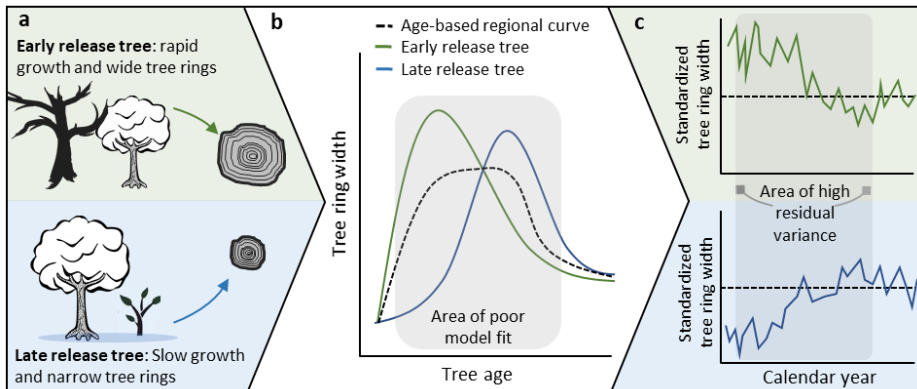 a
Early release tree: rapid
growth and wide tree rings
Late release tree: Slow growth
and narrow tree rings
b
Age-based regional curve
Early release tree
Late release tree
Tree ring width
Area of poor
model fit
Tree age
c
Standardized
tree ring width
Area of high
residual
variance
Standardized
tree ring width
Calendar year